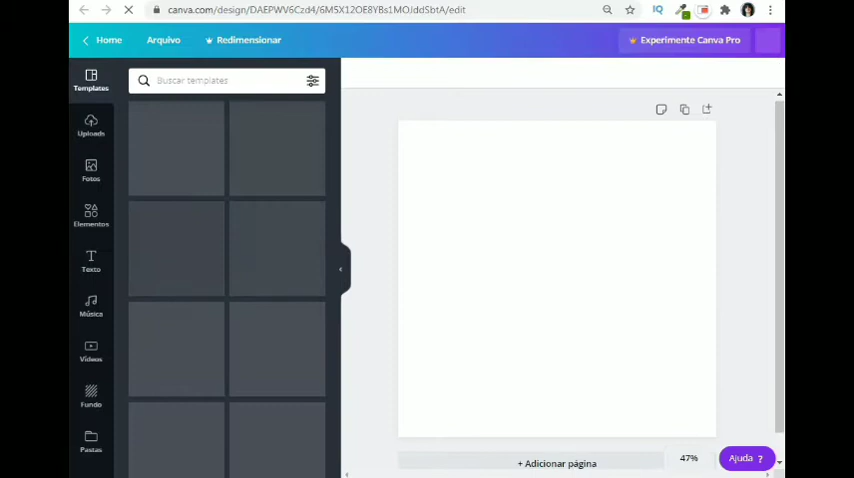 canva.com/design/DAEPWV6Czd4/6M5X12OE8YBs1MOJddSbtA/edit
IQ
Home
Arquivo
Redimensionar
Experimente Canva Pro
Templates
Buscar templates
Uploads
Fotos
Elementos
Texto
Música
Vídeos
Fundo
Pastas
+ Adicionar página
47%
Ajuda ?